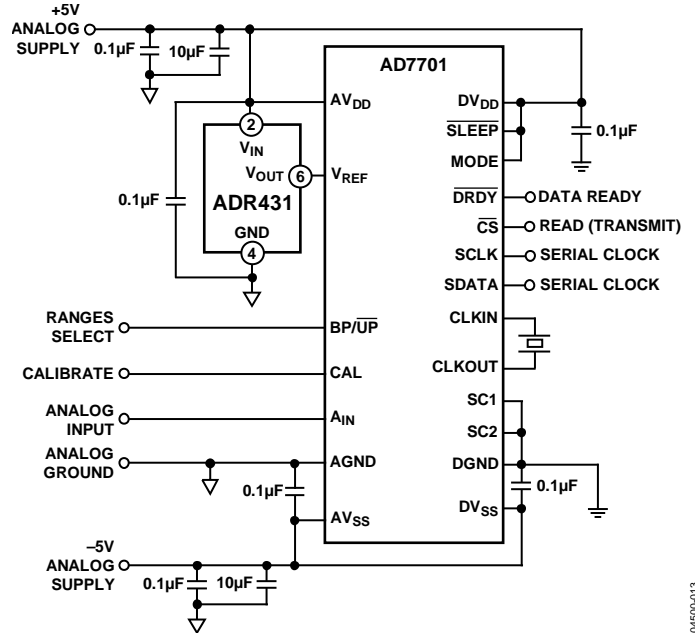 +5V
ANALOG
SUPPLY
0.1µF
10µF
AD7701
AVDD
DVDD
SLEEP
MODE
0.1µF
2
VIN
VOUT
6
VREF
0.1µF
ADR431
GND
4
DRDY
DATA READY
CS
READ (TRANSMIT)
SCLK
SERIAL CLOCK
SDATA
SERIAL CLOCK
RANGES
SELECT
BP/UP
CLKIN
CALIBRATE
CAL
CLKOUT
ANALOG
INPUT
AIN
SC1
SC2
ANALOG
GROUND
AGND
DGND
0.1µF
0.1µF
AVSS
DVSS
–5V
ANALOG
SUPPLY
0.1µF
10µF
04500-013